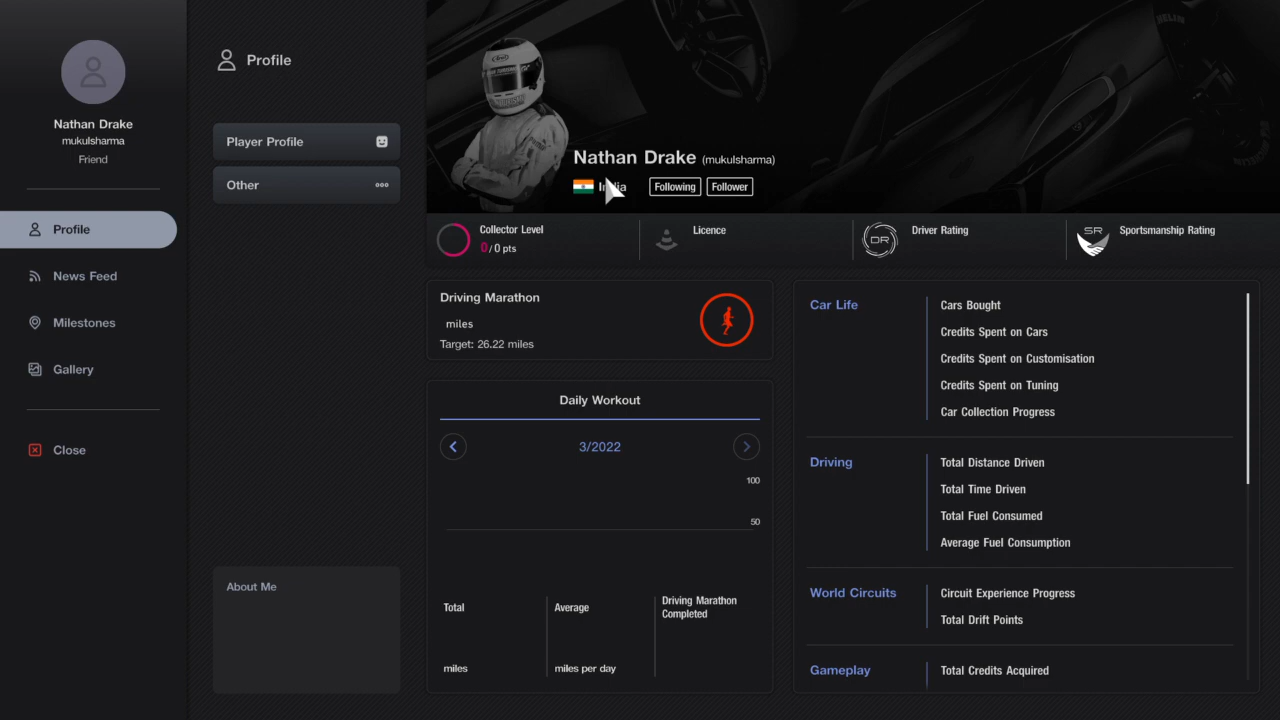 Nathan Drake
mukulsharma
Friend
Profile
News Feed
Milestones
Gallery
Close
Profile
Player Profile
Other
About Me
Nathan Drake (mukulsharma)
India
Following
Follower
Collector Level
0 / 0 pts
Licence
DR
Driver Rating
SR
Sportsmanship Rating
Driving Marathon
miles
Target: 26.22 miles
Daily Workout
3/2022
100
50
Total
miles
Average
miles per day
Driving Marathon
Completed
Car Life
Cars Bought
Credits Spent on Cars
Credits Spent on Customisation
Credits Spent on Tuning
Car Collection Progress
Driving
Total Distance Driven
Total Time Driven
Total Fuel Consumed
Average Fuel Consumption
World Circuits
Circuit Experience Progress
Total Drift Points
Gameplay
Total Credits Acquired